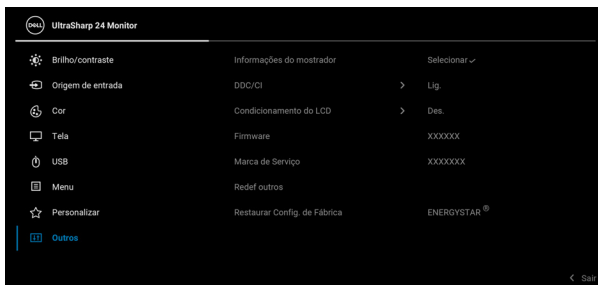 DELL UltraSharp 24 Monitor
Brilho/contraste Informações do mostrador Selecionar
Origem de entrada DDC/CI Lig.
Cor Condicionamento do LCD Des.
Tela Firmware XXXXXX
USB Marca de Serviço XXXXXXX
Menu Redef outros
Personalizar Restaurar Config. de Fábrica ENERGYSTAR ®
Outros
Sair